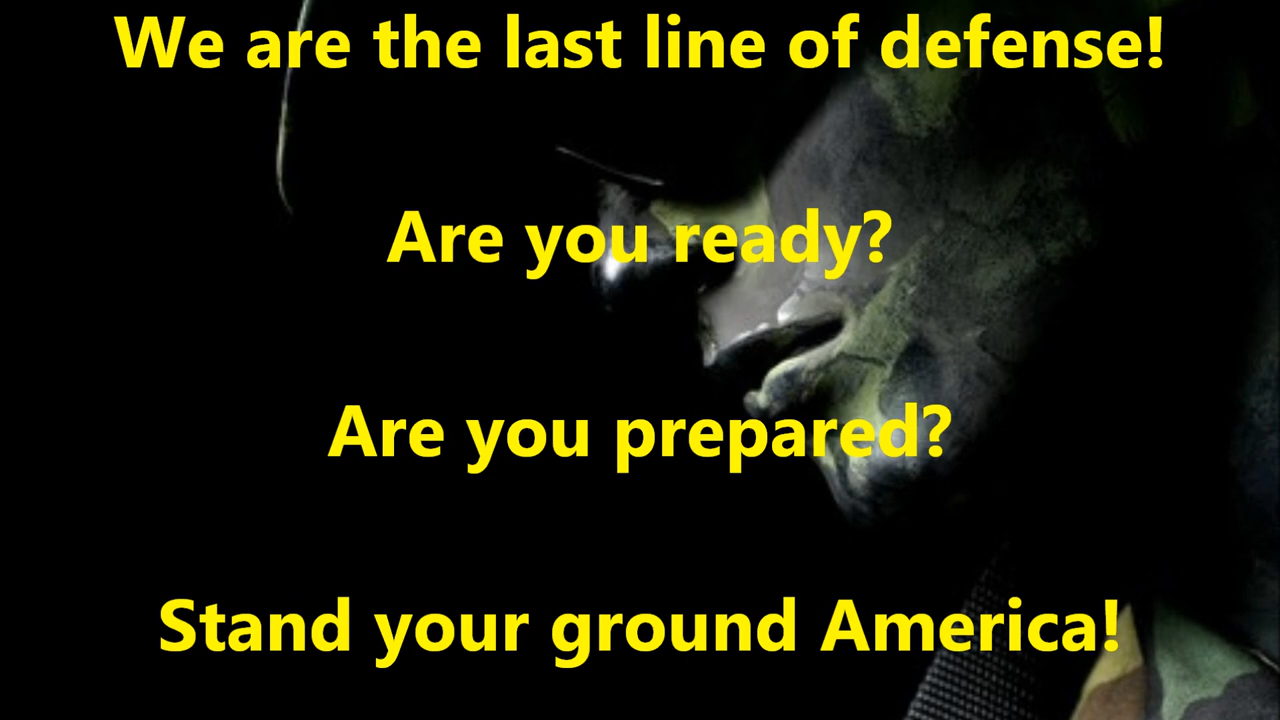 We are the last line of defense!
Are you ready?
Are you prepared?
Stand your ground America!